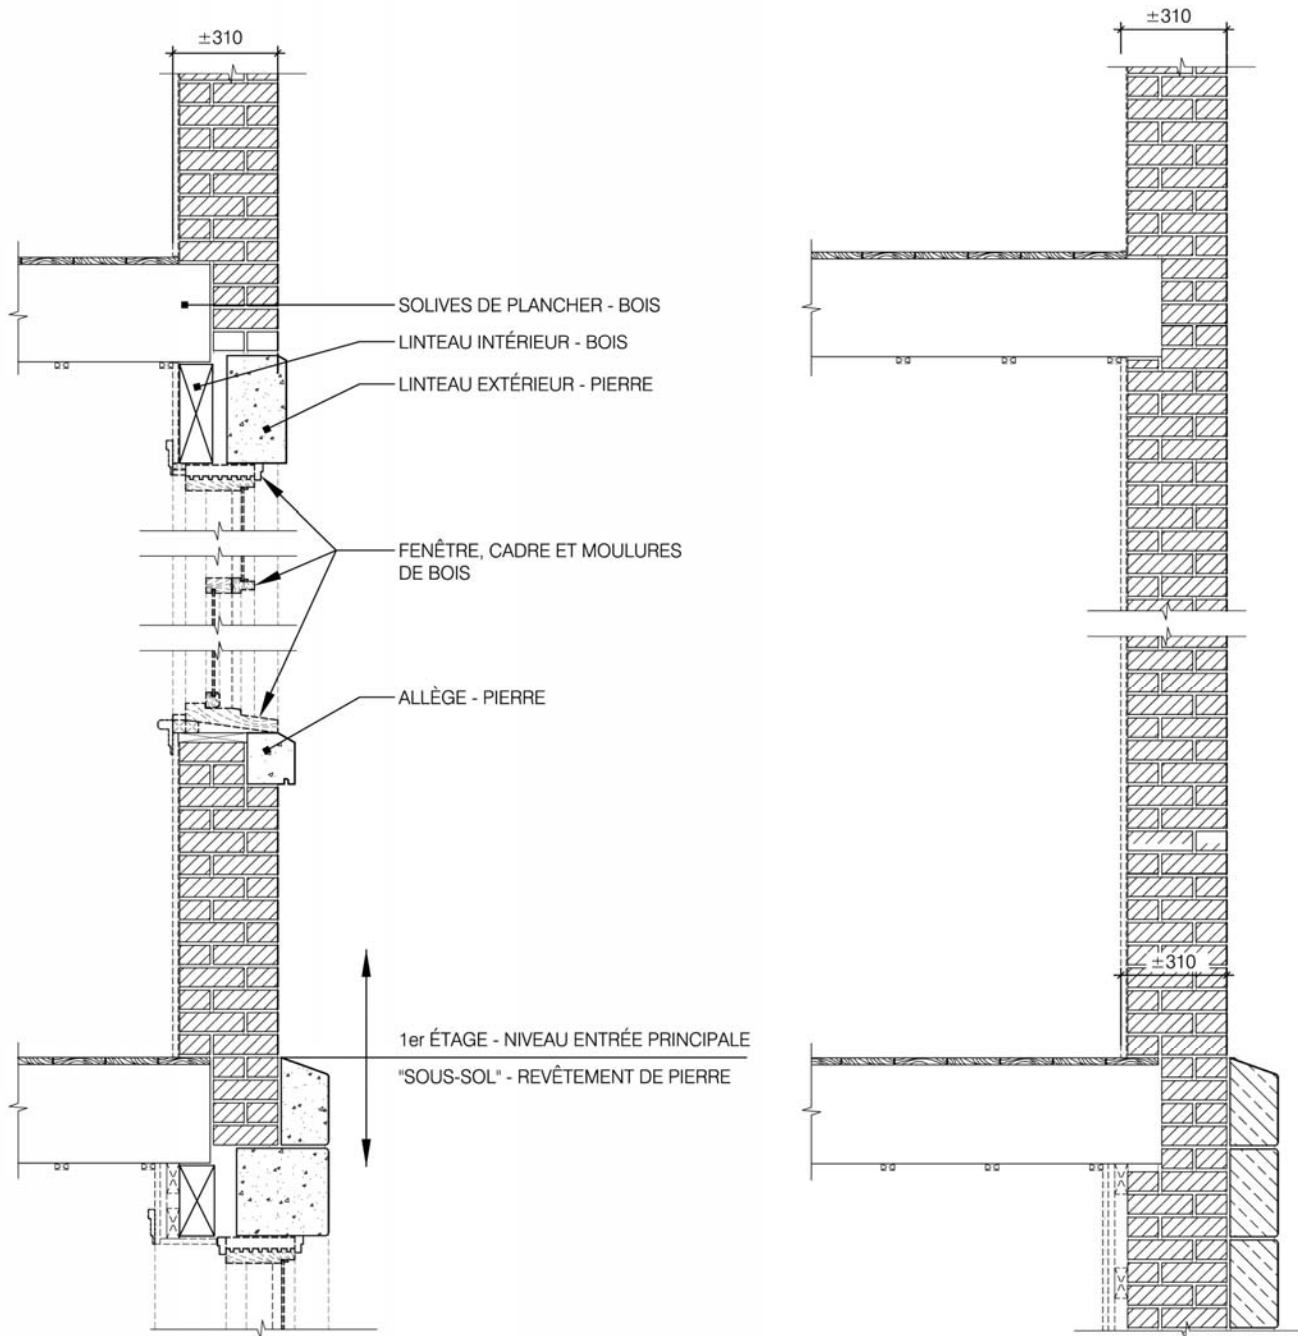 ±310
±310
SOLIVES DE PLANCHER - BOIS
LINTEAU INTÉRIEUR - BOIS
LINTEAU EXTÉRIEUR - PIERRE
FENÊTRE, CADRE ET MOULURES
DE BOIS
ALLÈGE - PIERRE
±310
1er ÉTAGE - NIVEAU ENTRÉE PRINCIPALE
"SOUS-SOL" - REVÊTEMENT DE PIERRE